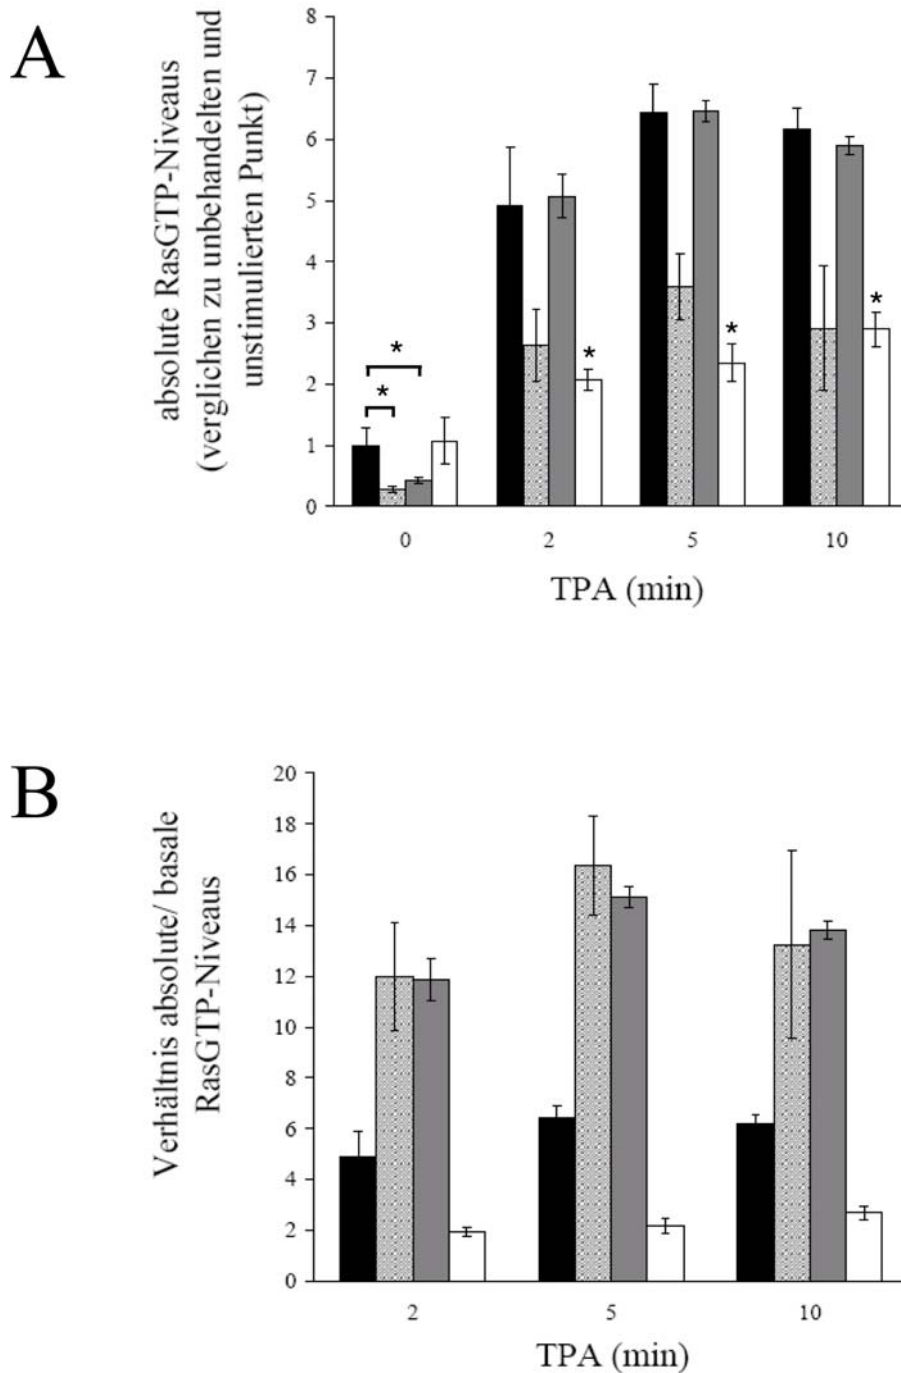 A
absolute RasGTP-Niveaus
(verglichen zu unbehandelten und
unstimulierten Punkt)
8
7
6
5
4
3
2
1
0
*
*
*
*
*
0 2 5 10
TPA (min)
B
Verhältnis absolute/ basale
RasGTP-Niveaus
20
18
16
14
12
10
8
6
4
2
0
2 5 10
TPA (min)